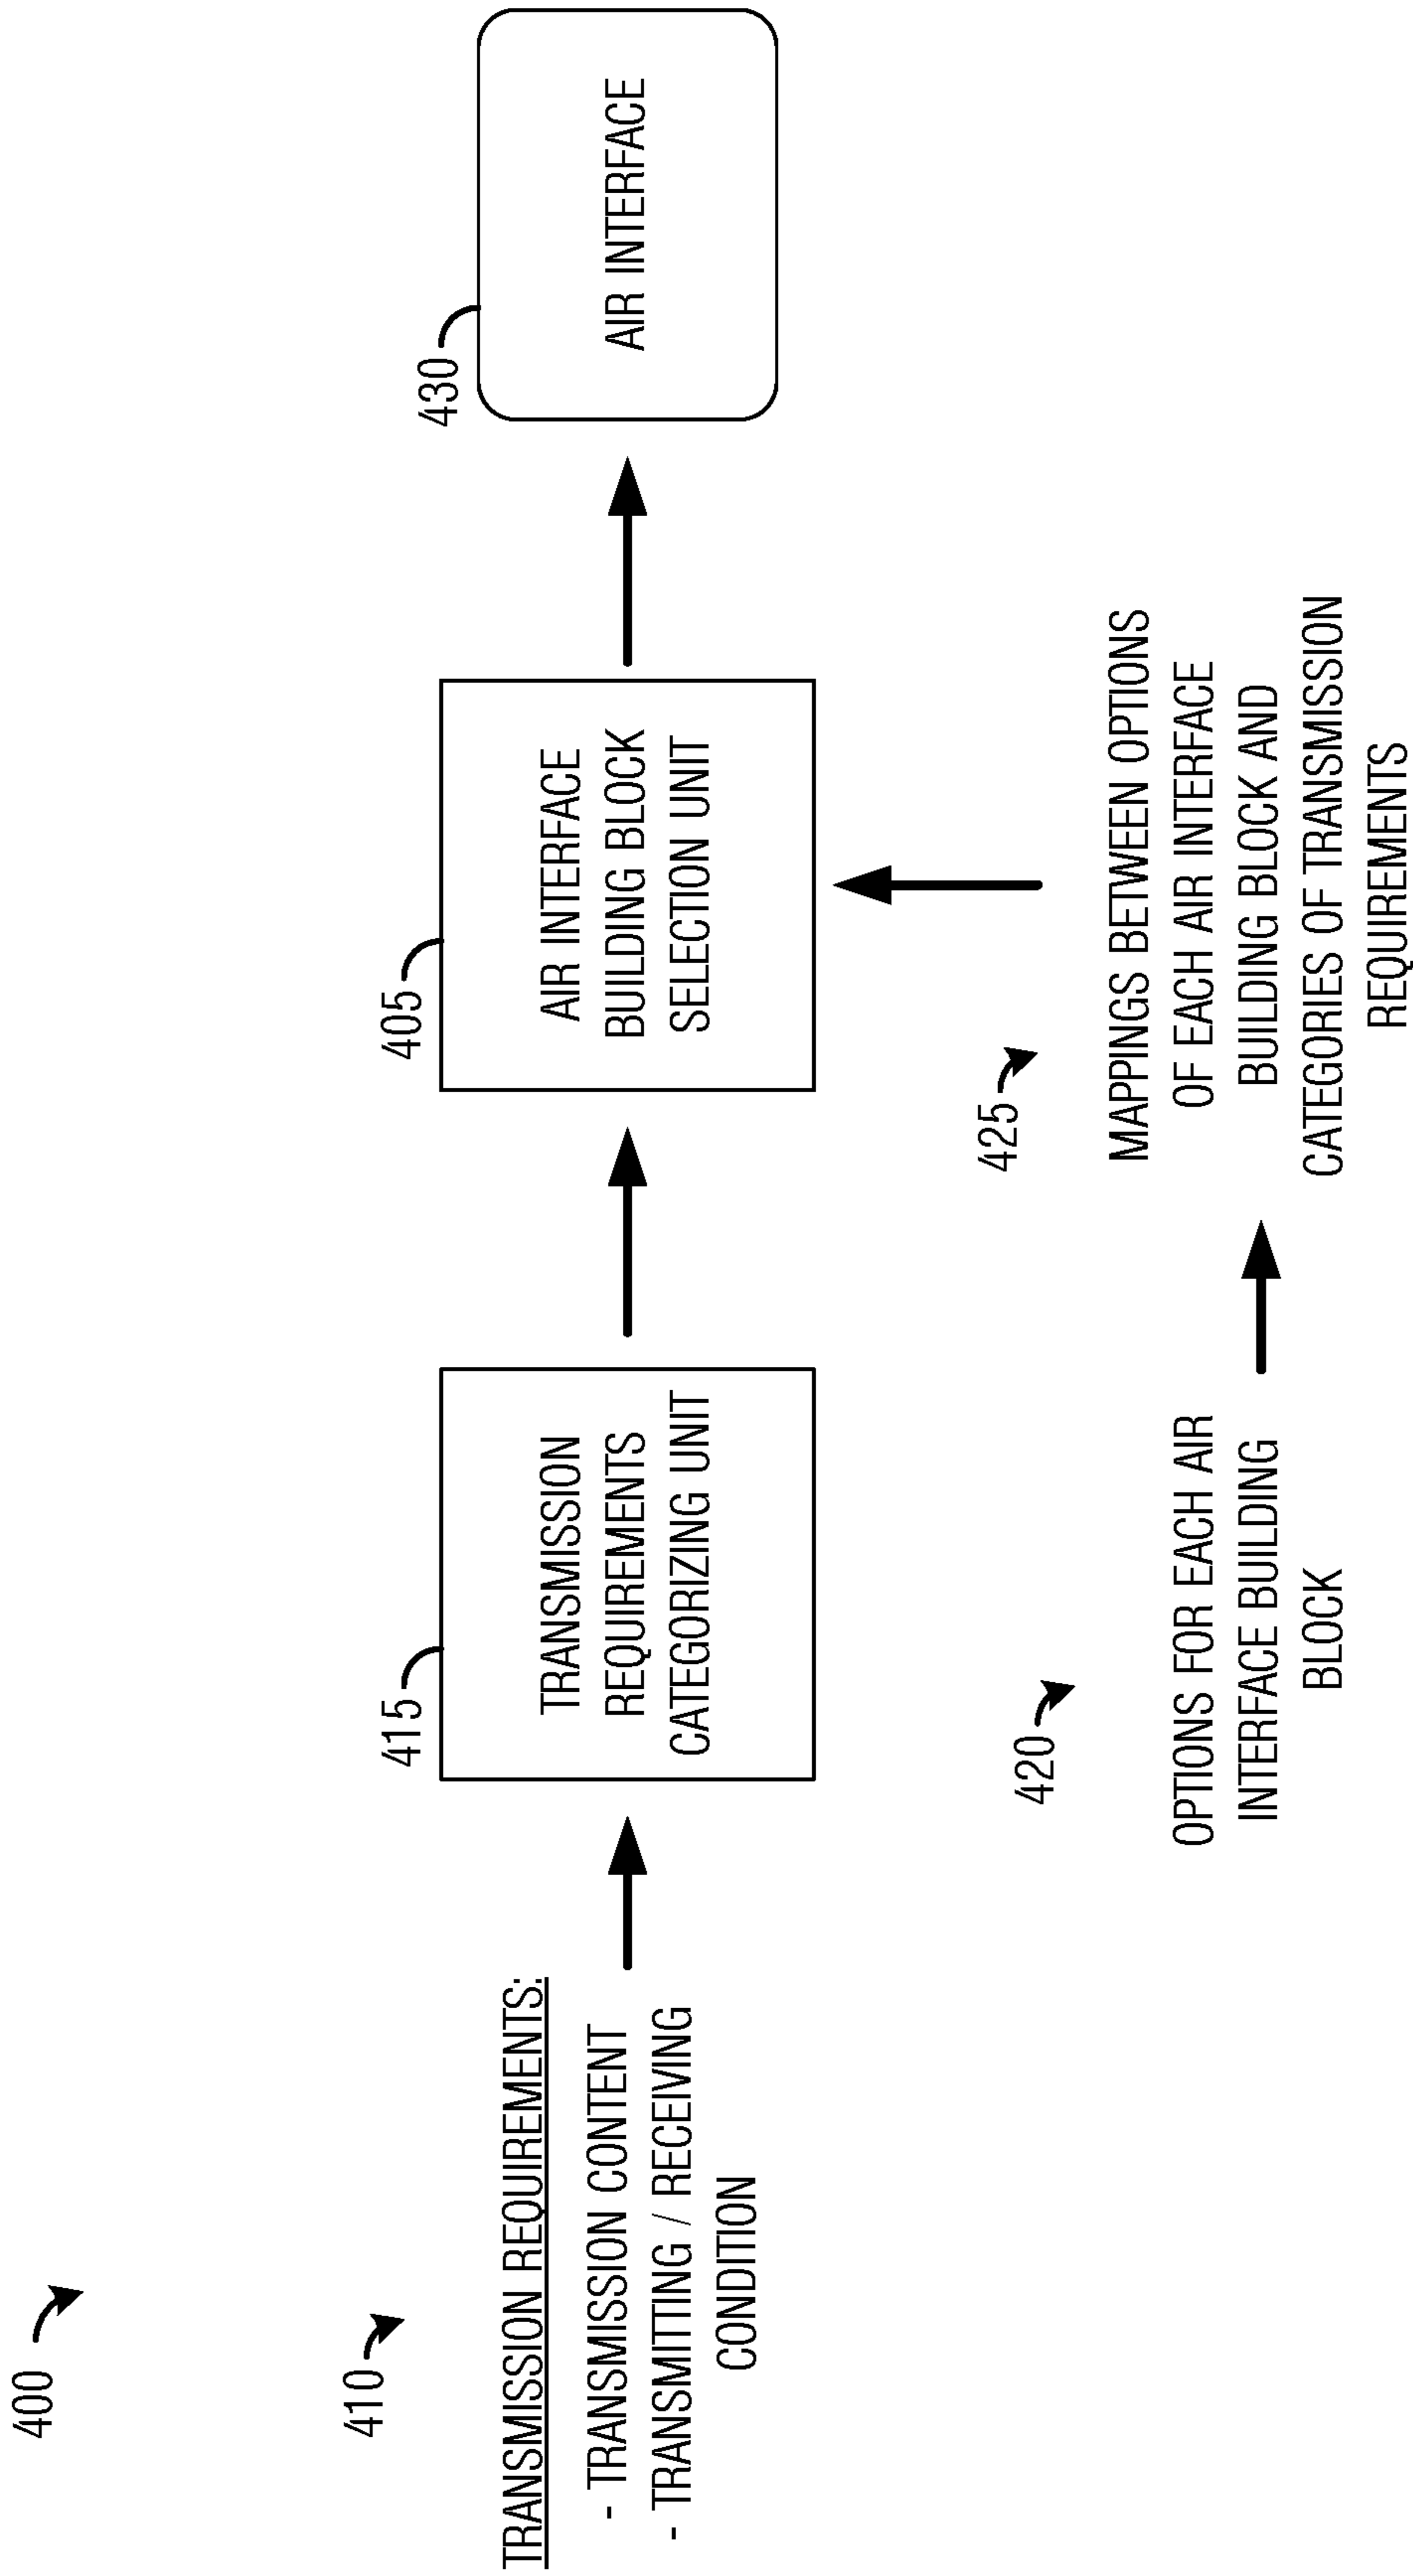 400
410
TRANSMISSION REQUIREMENTS:
- TRANSMISSION CONTENT
- TRANSMITTING / RECEIVING
CONDITION
415
TRANSMISSION
REQUIREMENTS
CATEGORIZING UNIT
405
AIR INTERFACE
BUILDING BLOCK
SELECTION UNIT
430
AIR INTERFACE
420
OPTIONS FOR EACH AIR
INTERFACE BUILDING
BLOCK
425
MAPPINGS BETWEEN OPTIONS
OF EACH AIR INTERFACE
BUILDING BLOCK AND
CATEGORIES OF TRANSMISSION
REQUIREMENTS